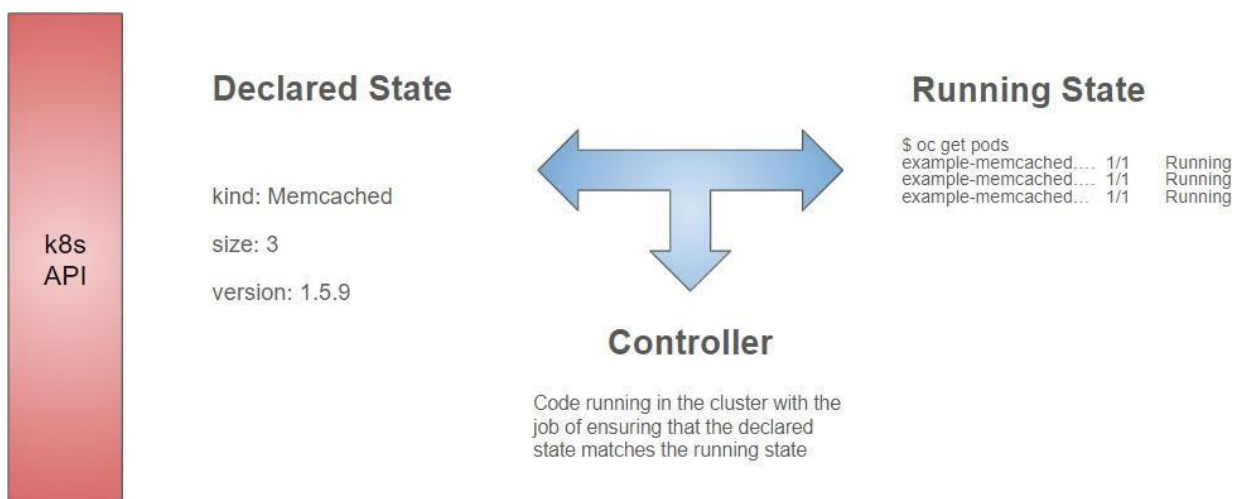 k8s
API
Declared State
kind: Memcached
size: 3
version: 1.5.9
Running State
$ oc get pods
example-memcached.... 1/1 Running
example-memcached.... 1/1 Running
example-memcached... 1/1 Running
Controller
Code running in the cluster with the
job of ensuring that the declared
state matches the running state